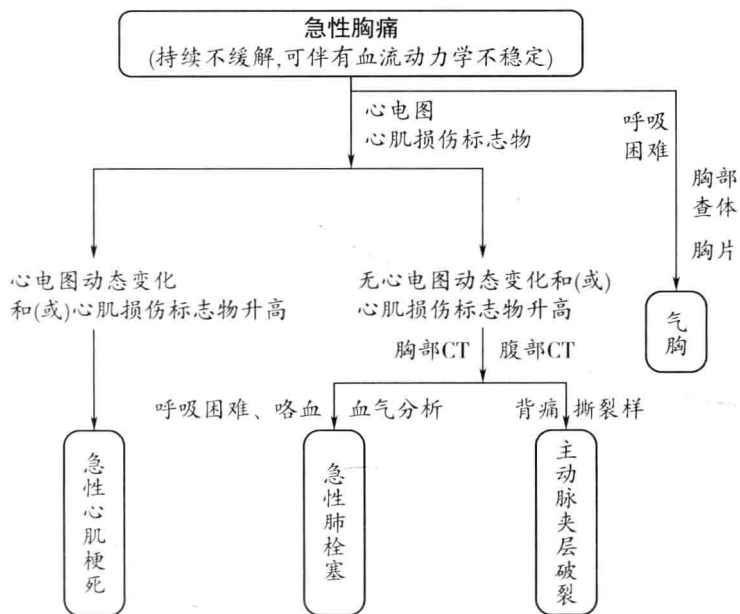 急性胸痛
(持续不缓解,可伴有血流动力学不稳定)
心电图
心肌损伤标志物
呼吸
困难
胸部
查体
胸片
心电图动态变化
和(或)心肌损伤标志物升高
无心电图动态变化和(或)
心肌损伤标志物升高
气胸
胸部CT 腹部CT
呼吸困难、咯血 血气分析
背痛 撕裂样
急性心肌梗死
急性肺栓塞
主动脉夹层破裂